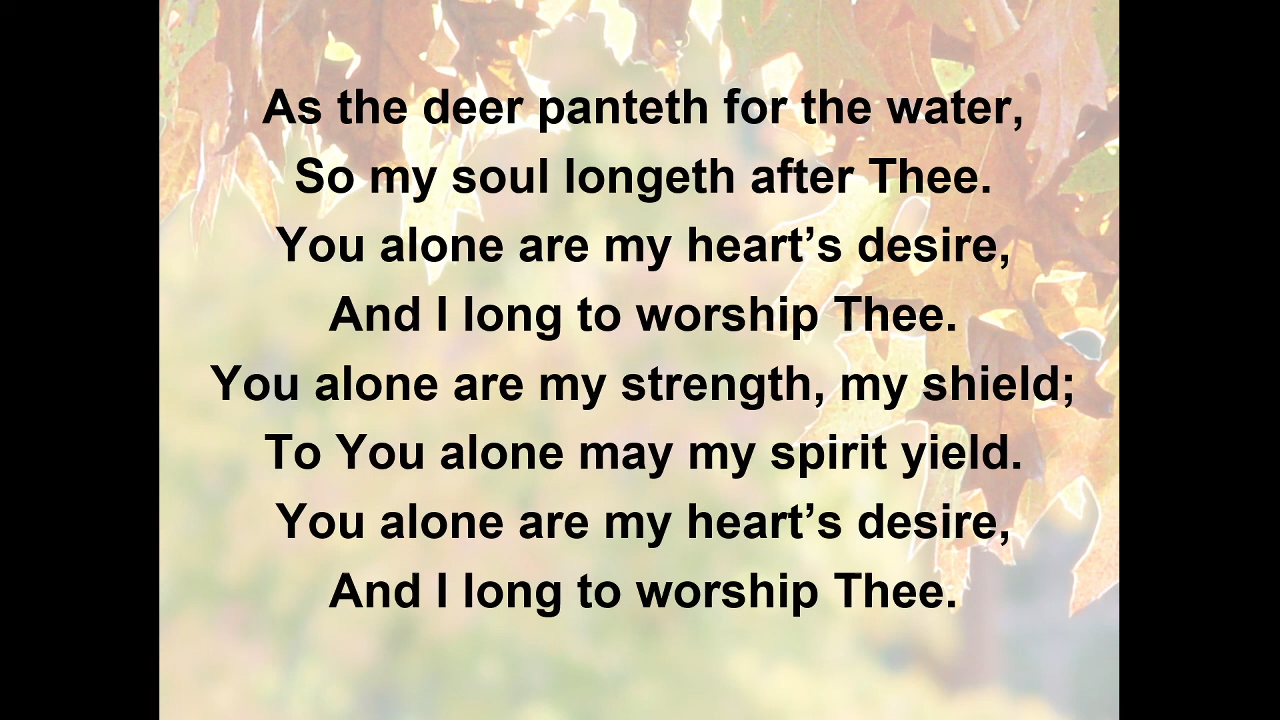 As the deer panteth for the water,
So my soul longeth after Thee.
You alone are my heart’s desire,
And I long to worship Thee.
You alone are my strength, my shield;
To You alone may my spirit yield.
You alone are my heart’s desire,
And I long to worship Thee.